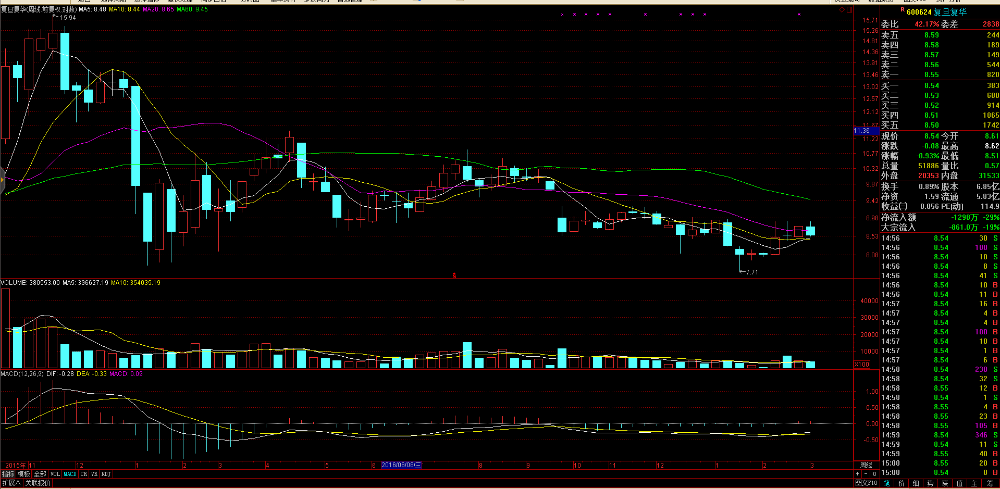 复旦复华(周线.前复权.对数) MA5: 8.48 MA10: 8.44 MA20: 8.65 MA60: 9.45
15.94
7.71
S
15.71
15.26
14.81
14.36
13.91
13.46
13.02
12.57
12.12
11.67
11.36
11.22
10.77
10.32
9.87
9.42
8.98
8.53
8.08
VOLUME: 380553.00 MA5: 396627.19 MA10: 354035.19
40000
30000
20000
10000
X100
MACD(12,26,9) DIF: -0.28 DEA: -0.33 MACD: 0.09
1.00
0.50
0.00
-0.50
2015年 11 12 1 2 3 4 5 6 2016/06/08/三 8 9 10 11 12 1 2 3 周线
指标 模板 全部 VOL MACD CR VR KDJ + - 0
扩展∧ 关联报价 图文F10
R 600624 复旦复华
委比 42.17% 委差 2838
卖五 8.59 244
卖四 8.58 189
卖三 8.57 149
卖二 8.56 544
卖一 8.55 820
买一 8.54 383
买二 8.53 680
买三 8.52 914
买四 8.51 1065
买五 8.50 1742
现价 8.54 今开 8.61
涨跌 -0.08 最高 8.62
涨幅 -0.93% 最低 8.51
总量 51886 量比 0.57
外盘 20353 内盘 31533
换手 0.89% 股本 6.85亿
净资 1.59 流通 5.83亿
收益㈢ 0.056 PE(动) 114.9
净流入额 -1298万 -29%
大宗流入 -861.0万 -19%
14:56 8.54 30 S
14:56 8.54 100 S
14:56 8.54 10 S
14:56 8.54 8 S
14:56 8.54 41 S
14:56 8.54 10 B
14:56 8.54 11 B
14:57 8.54 16 B
14:57 8.54 4 B
14:57 8.54 4 B
14:57 8.54 100 B
14:57 8.54 10 B
14:57 8.54 1 B
14:57 8.54 6 B
14:58 8.54 230 S
14:58 8.54 32 S
14:58 8.55 12 B
14:58 8.54 1 S
14:58 8.55 4 B
14:58 8.55 23 B
14:58 8.55 105 B
14:59 8.54 346 S
14:59 8.54 11 S
14:59 8.55 40 B
15:00 8.55 20 B
15:00 8.54 0 B
笔 价 细 势 联 值 主 筹